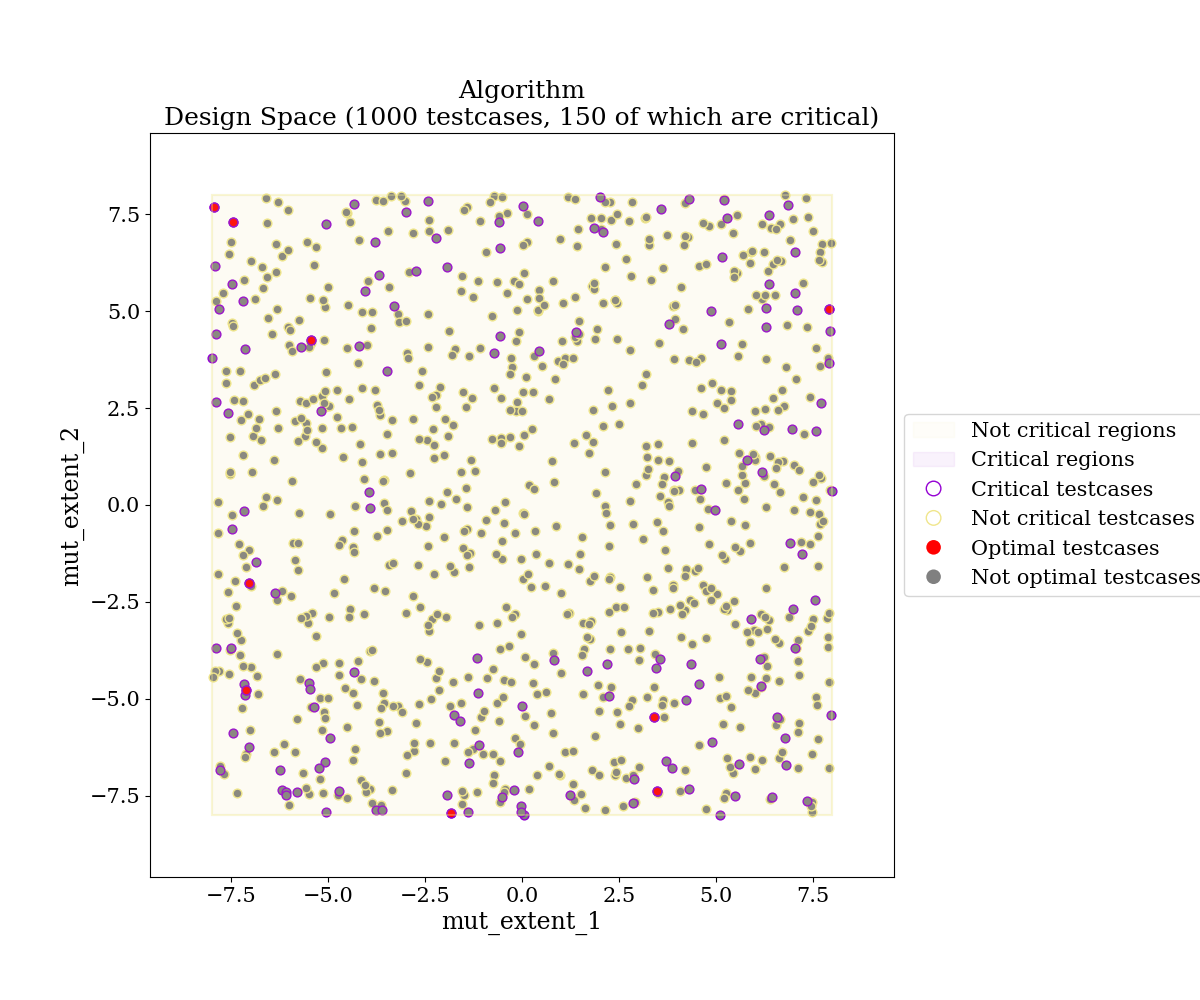 Algorithm
Design Space (1000 testcases, 150 of which are critical)
mut_extent_2
7.5
5.0
2.5
0.0
−2.5
−5.0
−7.5
−7.5
−5.0
−2.5
0.0
2.5
5.0
7.5
mut_extent_1
Not critical regions
Critical regions
Critical testcases
Not critical testcases
Optimal testcases
Not optimal testcases